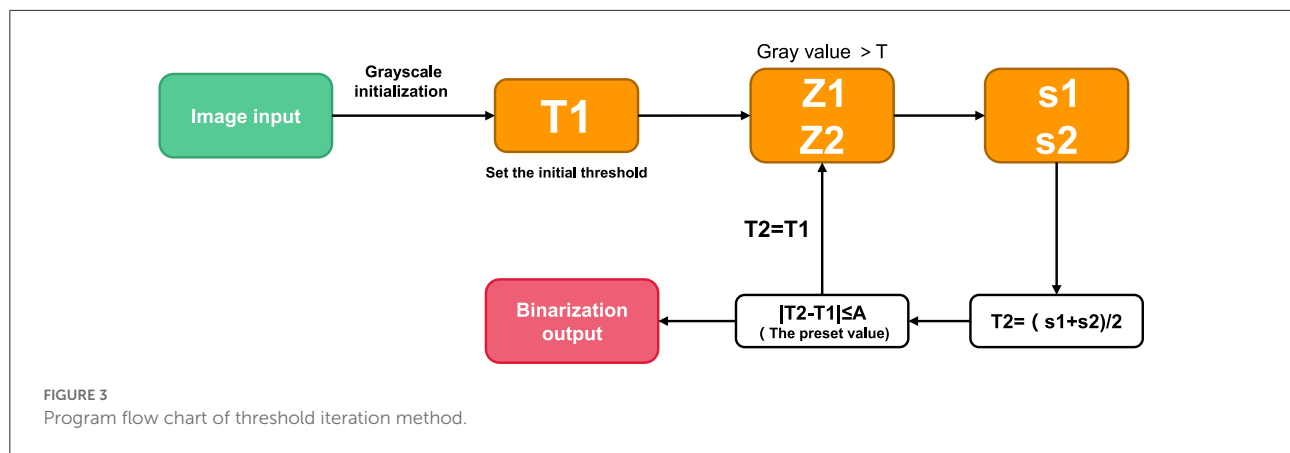 Gray value > T
Grayscale
initialization
Image input
T1
Z1
Z2
s1
s2
Set the initial threshold
T2=T1
Binarization
output
|T2-T1|≤A
( The preset value)
T2= ( s1+s2)/2
FIGURE 3
Program flow chart of threshold iteration method.